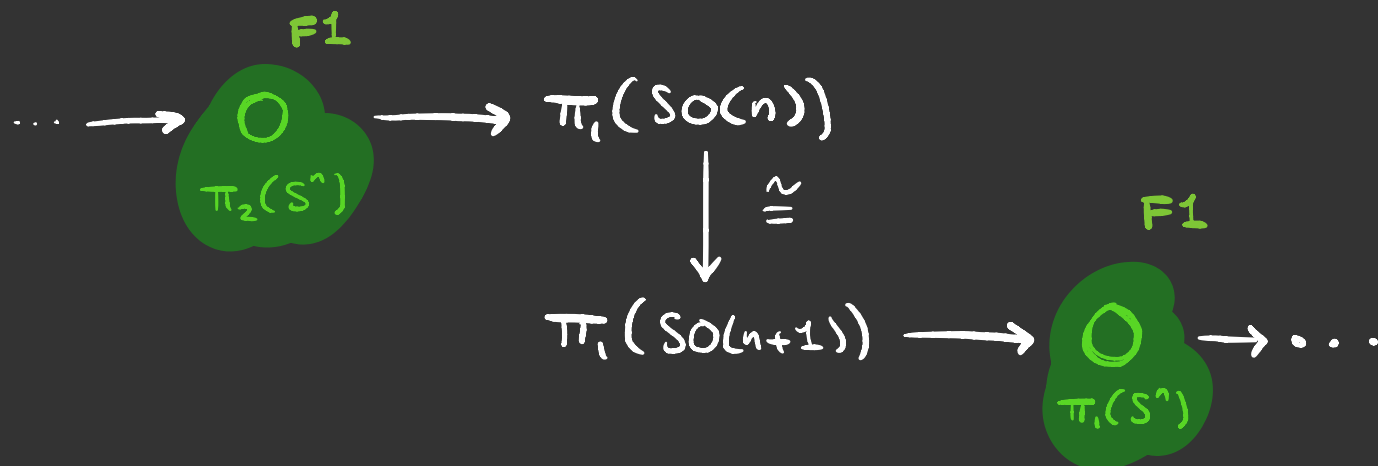 F1
... → 0 → π₁(SO(n))
π₂(Sⁿ)
≅
F1
π₁(SO(n+1)) → 0 → ...
π₁(Sⁿ)